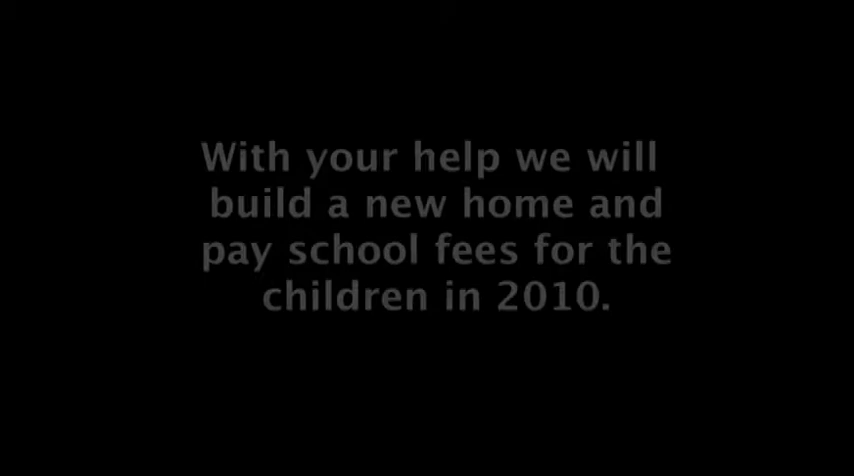 With your help we will
build a new home and
pay school fees for the
children in 2010.